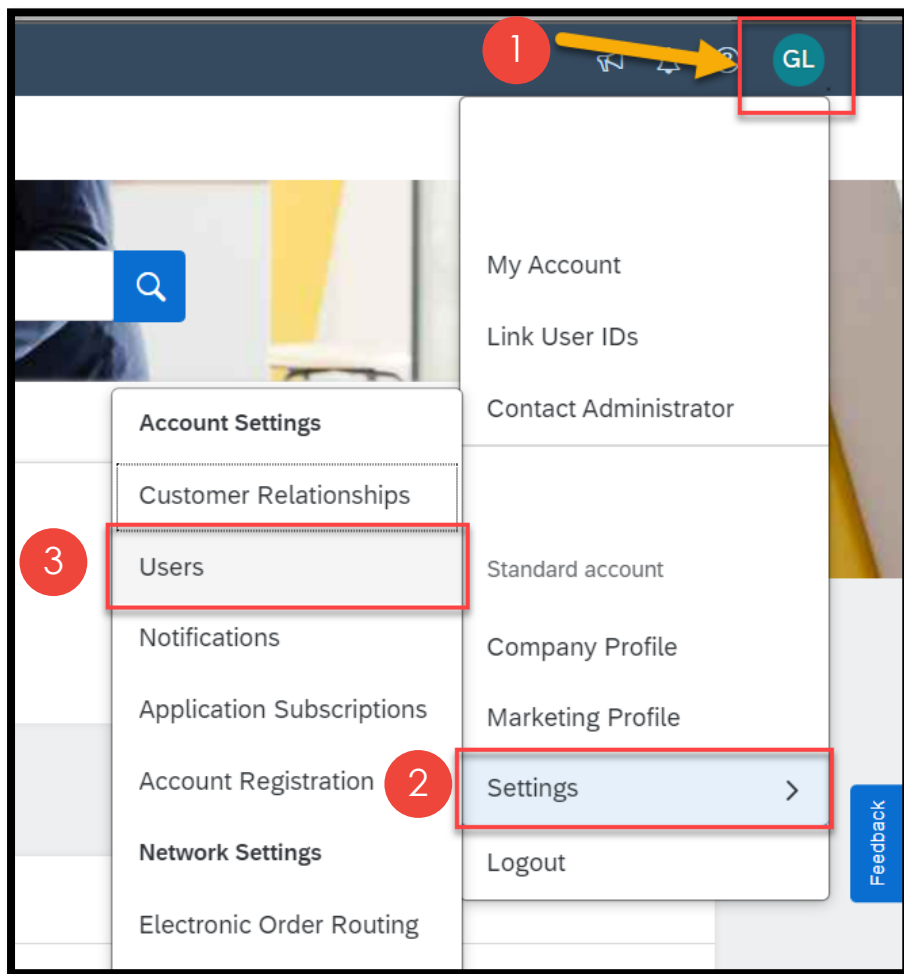 1
GL
My Account
Link User IDs
Contact Administrator
Standard account
Company Profile
Marketing Profile
2
Settings
Logout
Account Settings
Customer Relationships
3
Users
Notifications
Application Subscriptions
Account Registration
Network Settings
Electronic Order Routing
Feedback